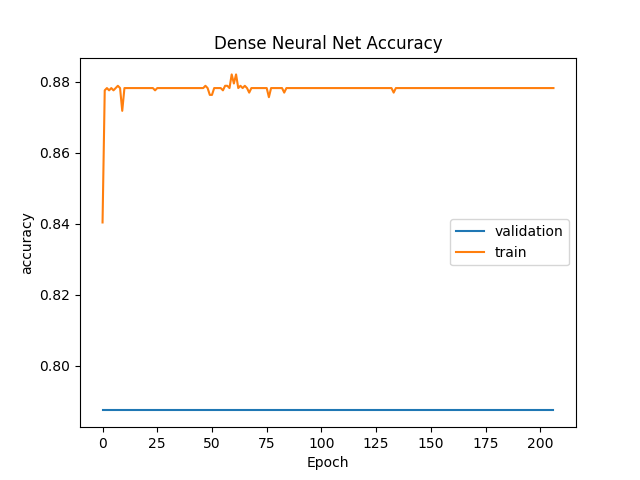 Dense Neural Net Accuracy
0.88
0.86
0.84
0.82
0.80
accuracy
validation
train
0 25 50 75 100 125 150 175 200
Epoch